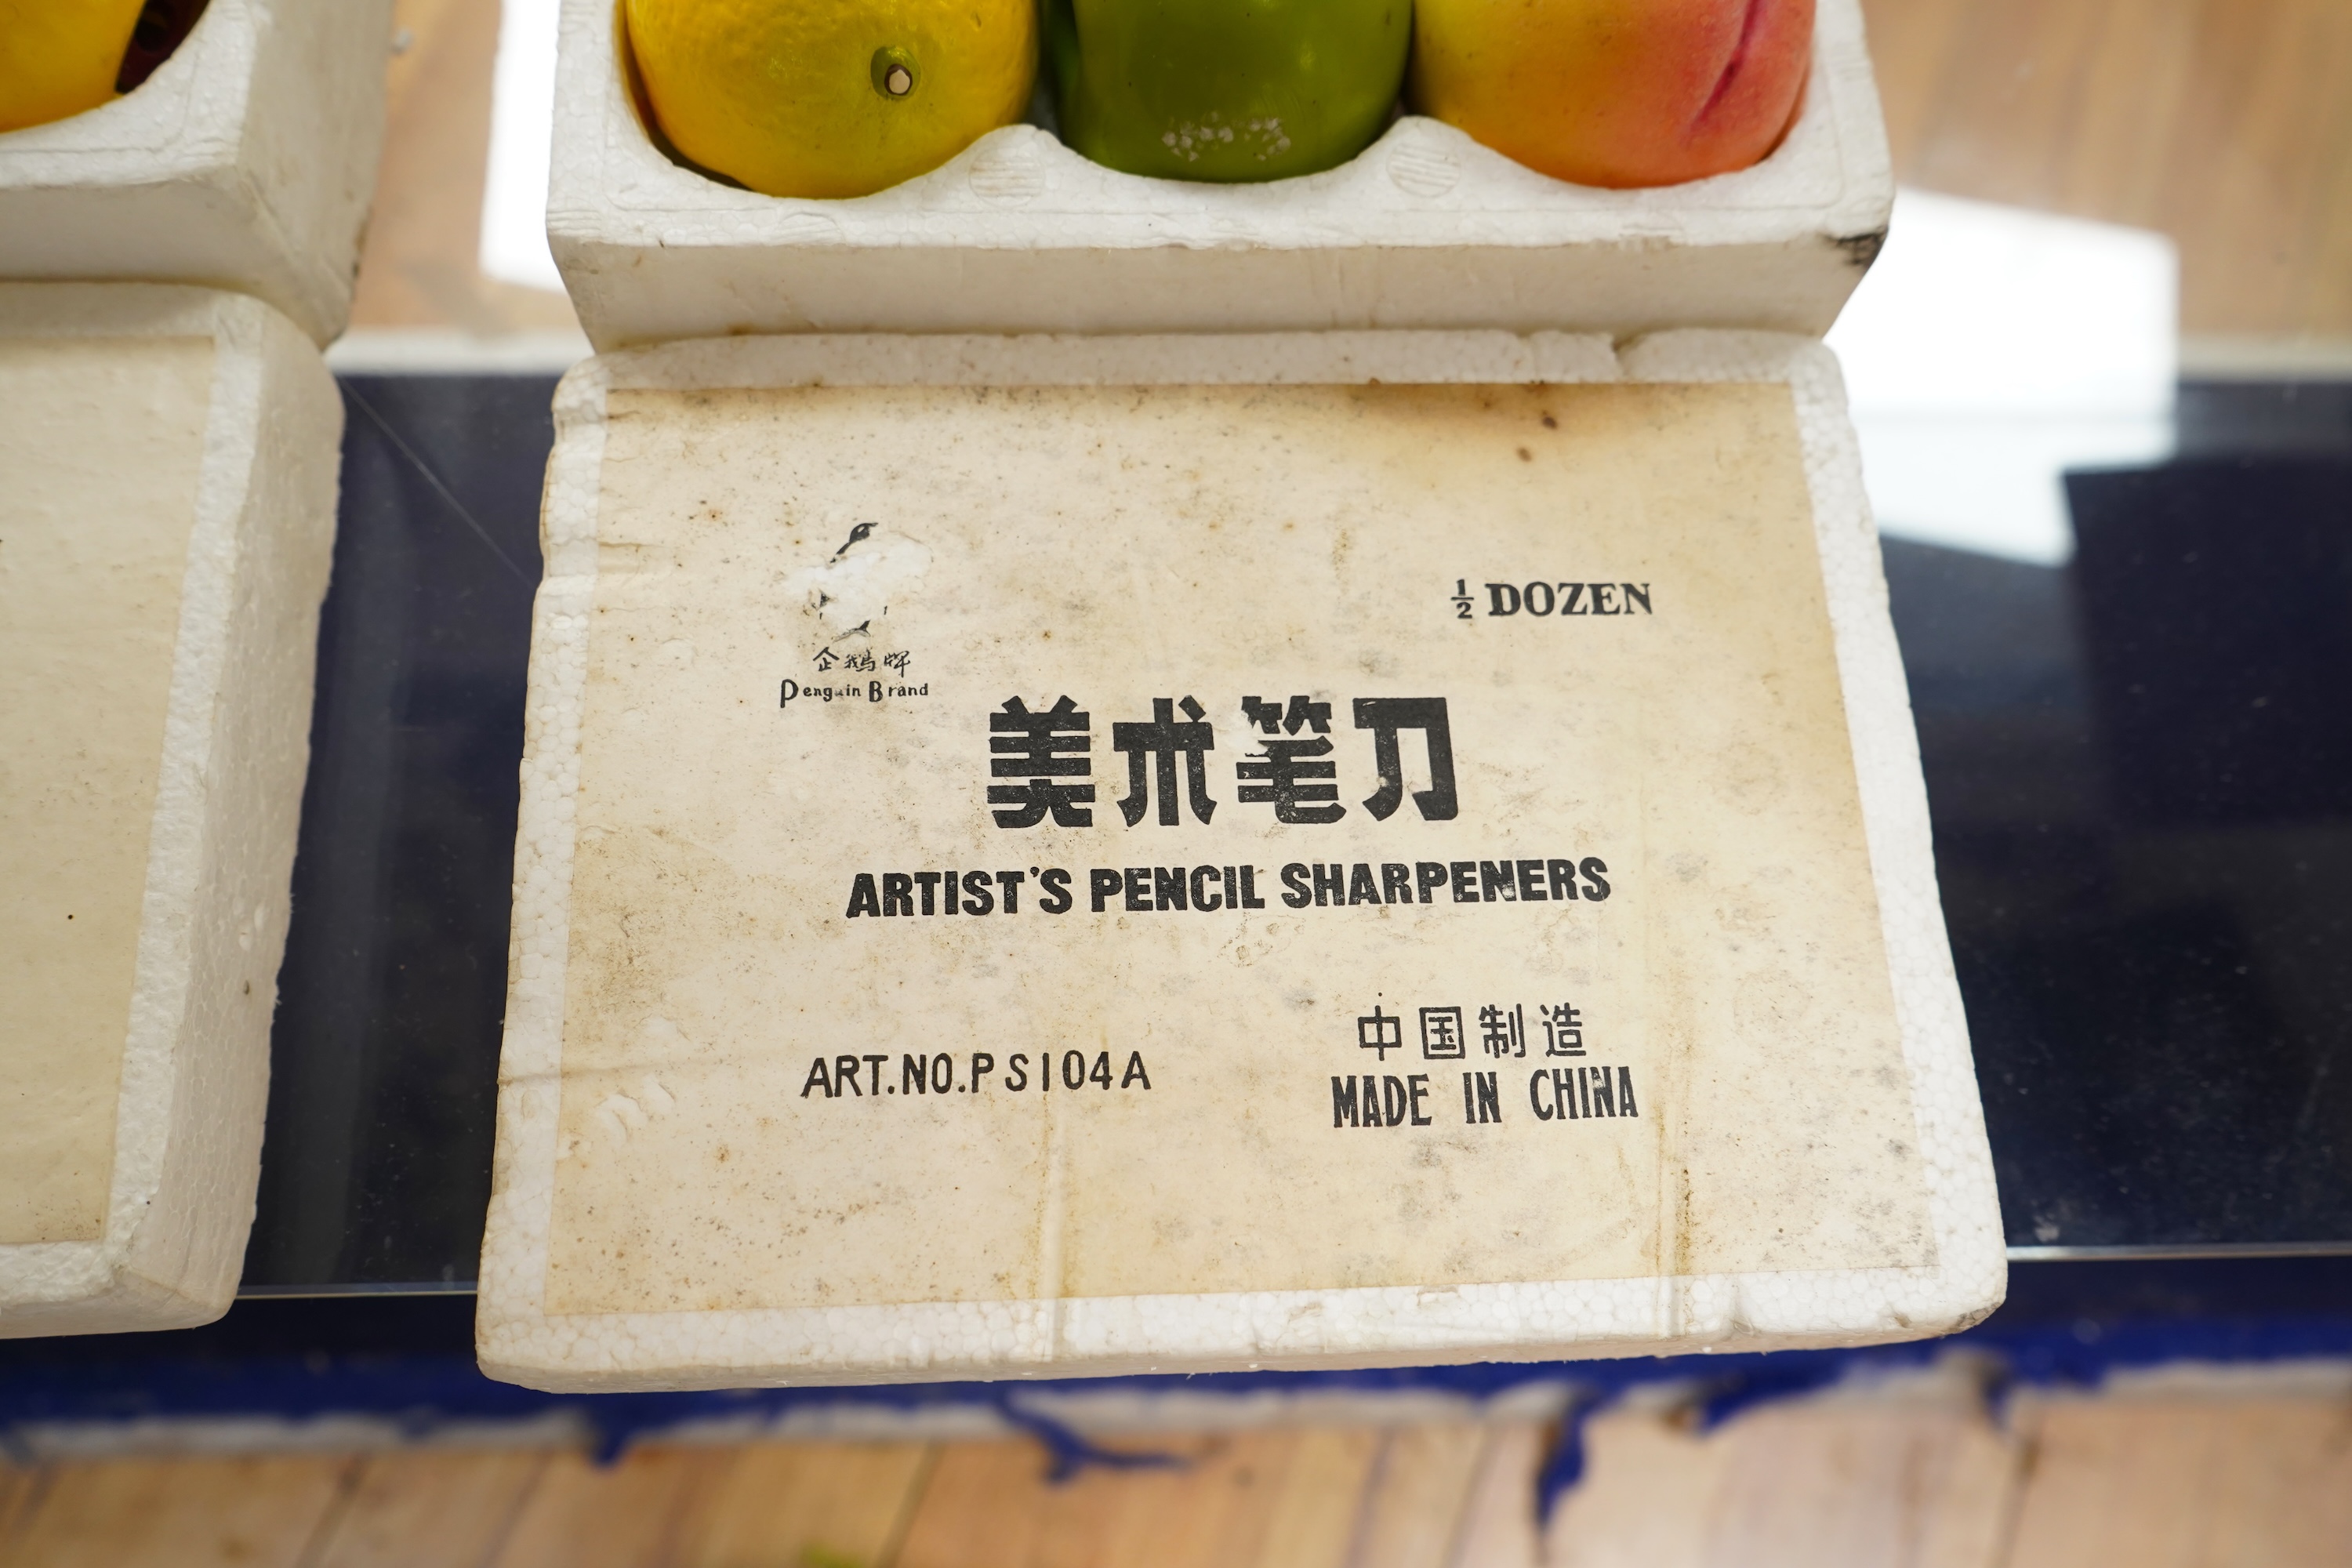 企鹅牌
Penguin Brand
½ DOZEN
美术笔刀
ARTIST'S PENCIL SHARPENERS
ART.NO.PS104A
中国制造
MADE IN CHINA